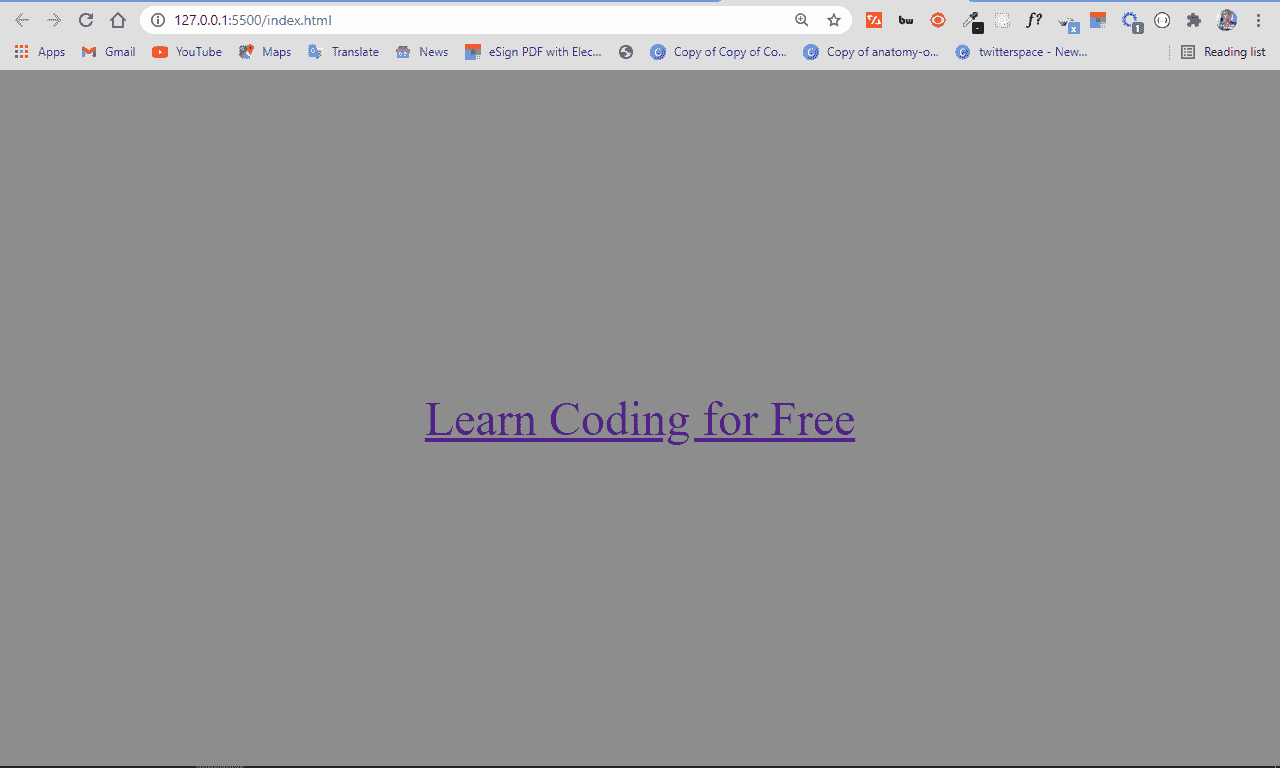 127.0.0.1:5500/index.html
bw
f?
x
1
Apps
Gmail
YouTube
Maps
Translate
News
eSign PDF with Elec...
Copy of Copy of Co...
Copy of anatomy-o...
twitterspace - New...
Reading list
Learn Coding for Free